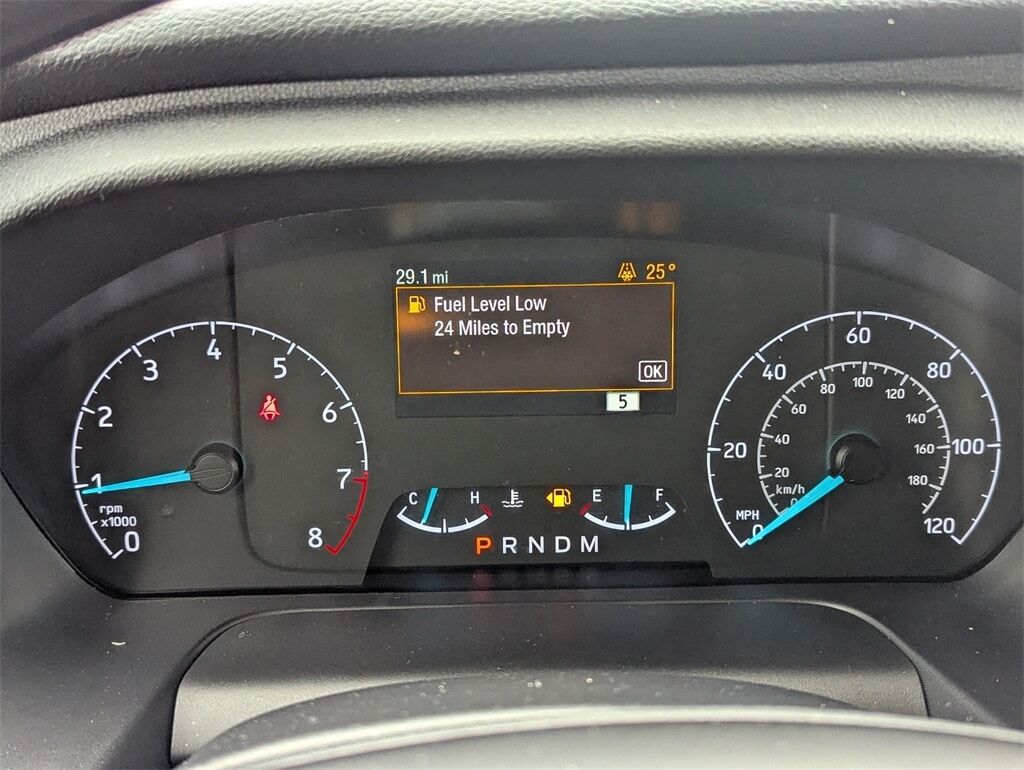 29.1 mi 25°
Fuel Level Low
24 Miles to Empty
OK
5
0 1 2 3 4 5 6 7 8
rpm
x1000
C H E F
P R N D M
0 20 40 60 80 100 120
MPH
0 20 40 60 80 100 120 140 160 180
km/h